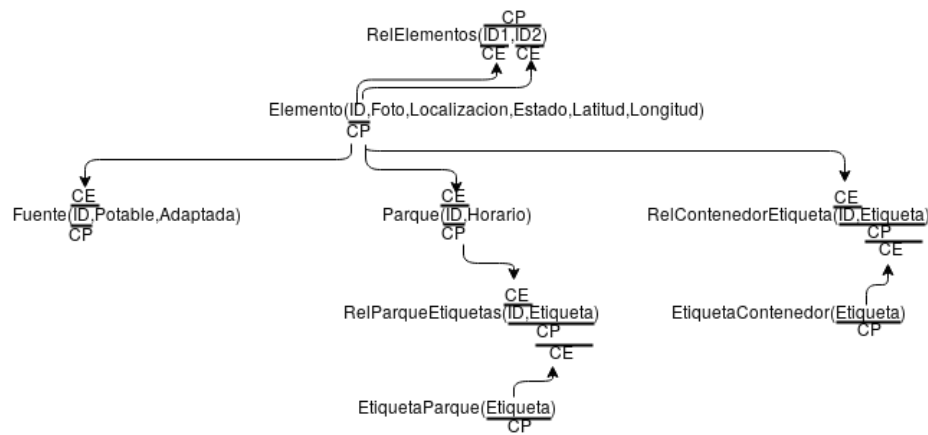 CP
RelElementos(ID1,ID2)
CE CE
Elemento(ID,Foto,Localizacion,Estado,Latitud,Longitud)
CP
CE CE CE
Fuente(ID,Potable,Adaptada) Parque(ID,Horario) RelContenedorEtiqueta(ID,Etiqueta)
CP CP CP
CE
CE
RelParqueEtiquetas(ID,Etiqueta) EtiquetaContenedor(Etiqueta)
CP CP
CE
EtiquetaParque(Etiqueta)
CP